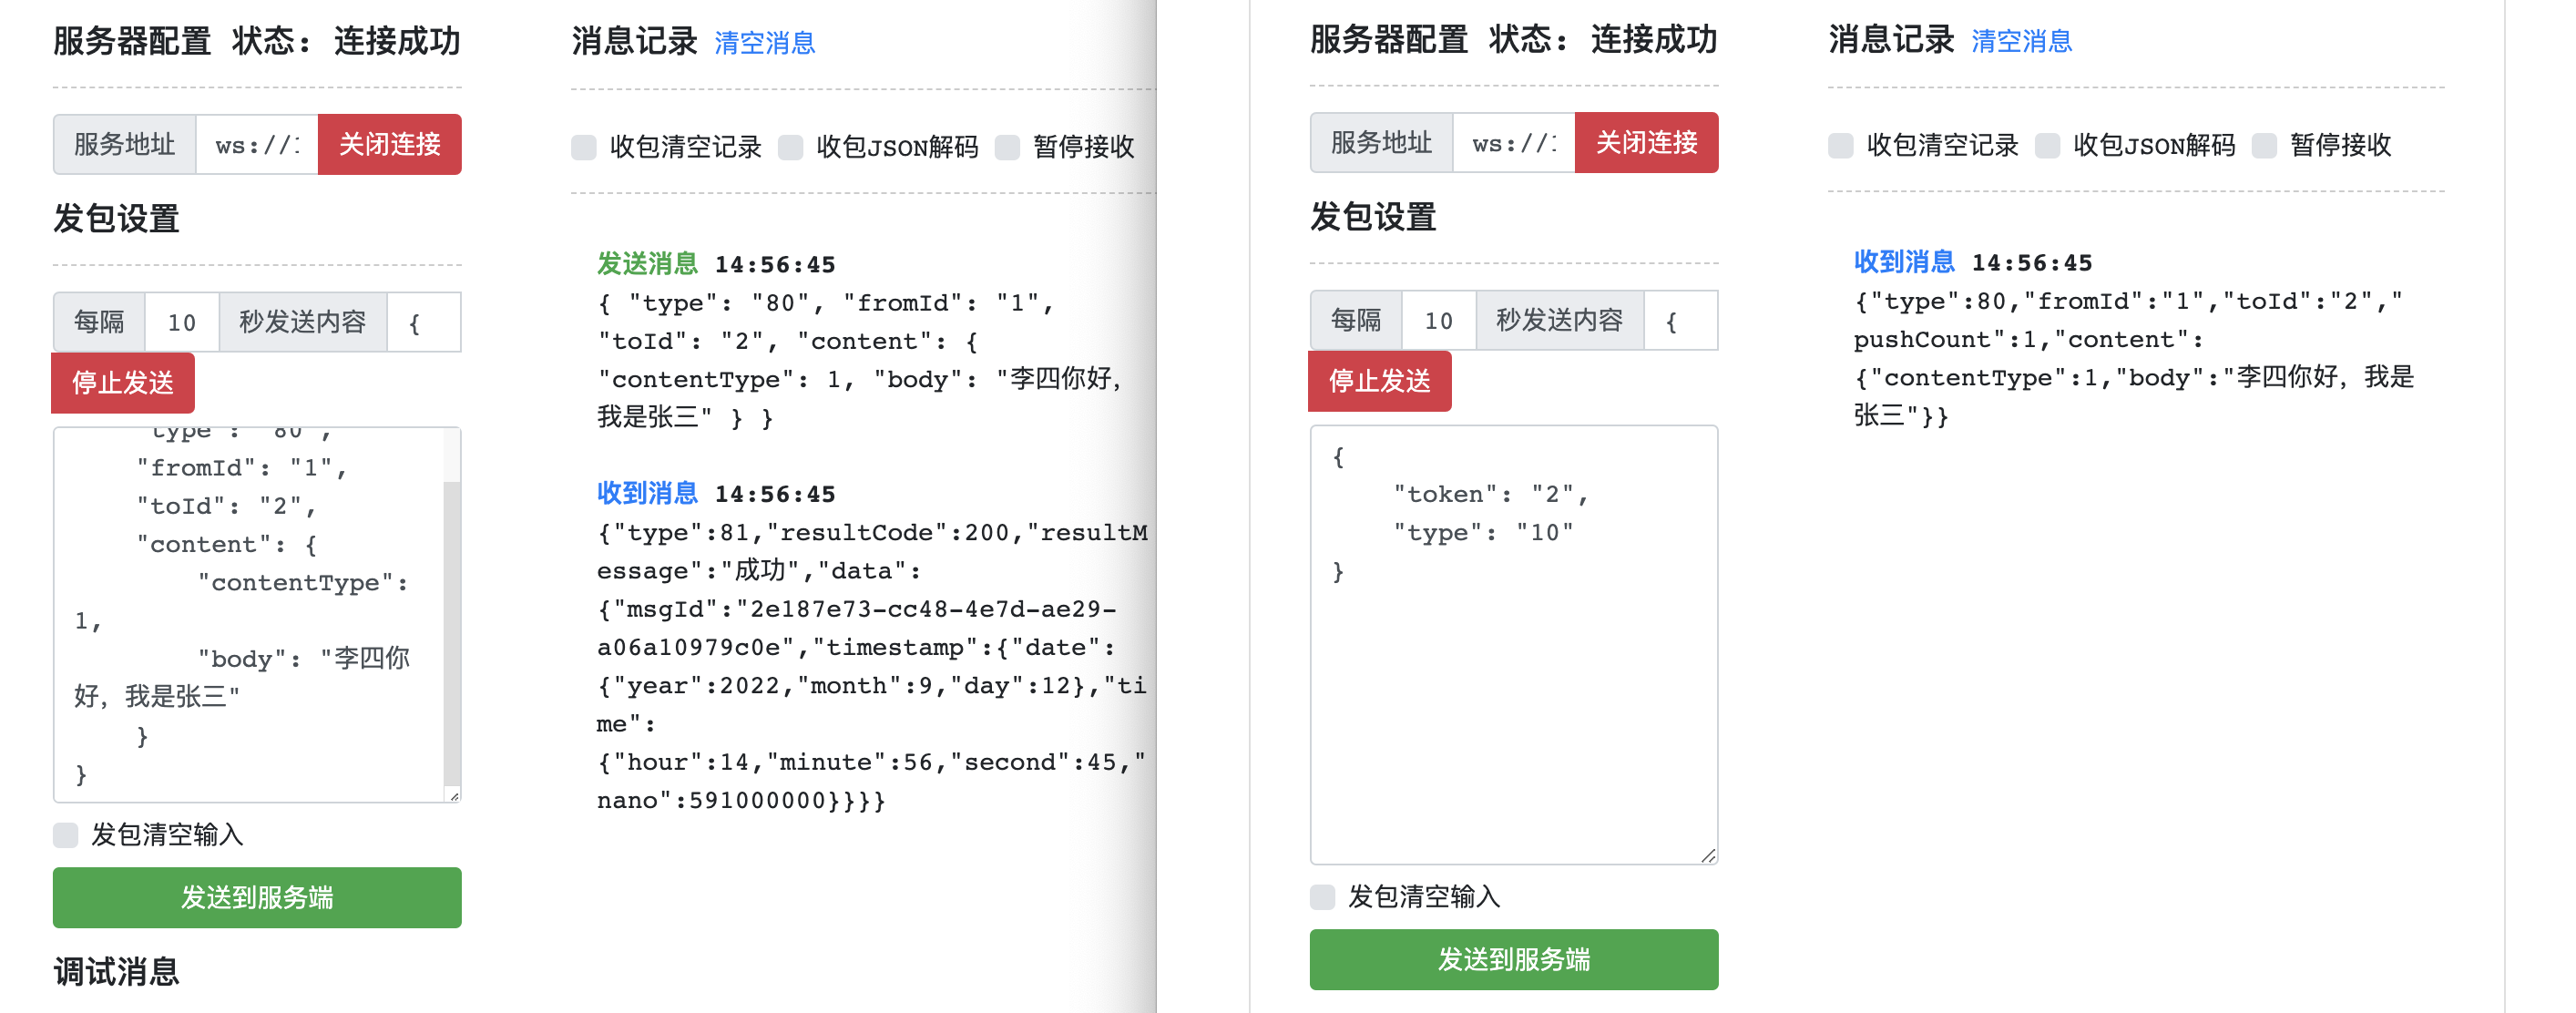 服务器配置 状态: 连接成功
服务地址 ws://: 关闭连接
发包设置
每隔 10 秒发送内容 {
停止发送
"type": "80",
"fromId": "1",
"toId": "2",
"content": {
"contentType":
1,
"body": "李四你
好，我是张三"
}
}
发包清空输入
发送到服务端
调试消息
消息记录 清空消息
收包清空记录 收包JSON解码 暂停接收
发送消息 14:56:45
{ "type": "80", "fromId": "1",
"toId": "2", "content": {
"contentType": 1, "body": "李四你好，
我是张三" } }
收到消息 14:56:45
{"type":81,"resultCode":200,"resultM
essage":"成功","data":
{"msgId":"2e187e73-cc48-4e7d-ae29-
a06a10979c0e","timestamp":{"date":
{"year":2022,"month":9,"day":12},"ti
me":
{"hour":14,"minute":56,"second":45,"
nano":591000000}}}}
服务器配置 状态: 连接成功
服务地址 ws://: 关闭连接
发包设置
每隔 10 秒发送内容 {
停止发送
{
"token": "2",
"type": "10"
}
发包清空输入
发送到服务端
消息记录 清空消息
收包清空记录 收包JSON解码 暂停接收
收到消息 14:56:45
{"type":80,"fromId":"1","toId":"2","
pushCount":1,"content":
{"contentType":1,"body":"李四你好，我是
张三"}}